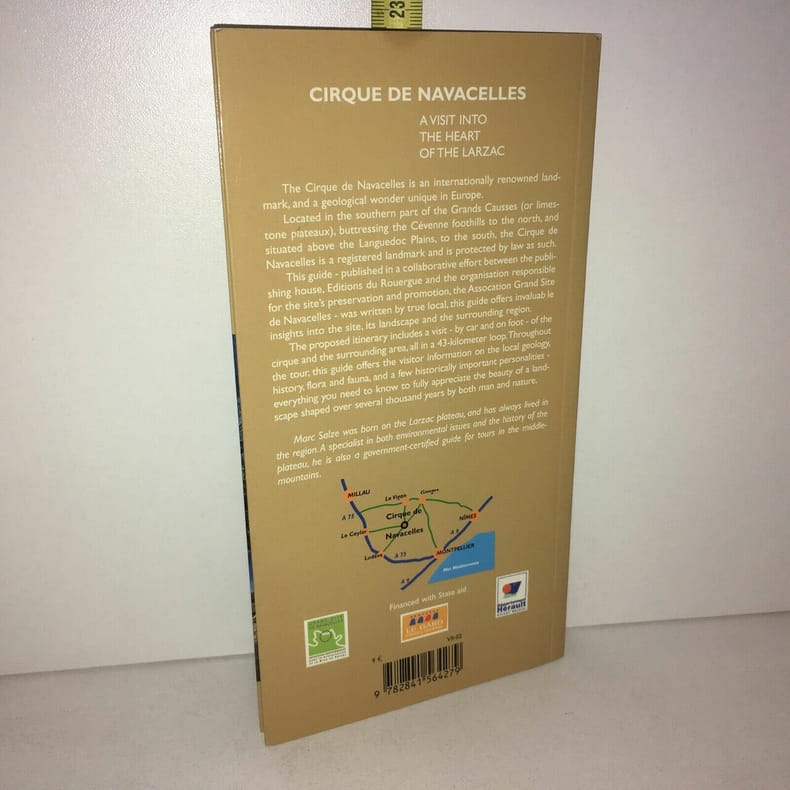 23
CIRQUE DE NAVACELLES
A VISIT INTO
THE HEART
OF THE LARZAC
The Cirque de Navacelles is an internationally renowned land-
mark, and a geological wonder unique in Europe.
Located in the southern part of the Grands Causses (or limes-
tone plateaux), buttressing the Cévenne foothills to the north, and
situated above the Languedoc Plains, to the south, the Cirque de
Navacelles is a registered landmark and is protected by law as such.
This guide - published in a collaborative effort between the publi-
shing house, Editions du Rouergue and the organisation responsible
for the site's preservation and promotion, the Assocation Grand Site
de Navacelles - was written by true local, this guide offers invaluab le
insights into the site, its landscape and the surrounding region.
The proposed itinerary includes a visit - by car and on foot - of the
cirque and the surrounding area, all in a 43-kilometer loop. Throughout
the tour, this guide offers the visitor information on the local geology,
history, flora and fauna, and a few historically important personalities -
everything you need to know to fully appreciate the beauty of a land-
scape shaped over several thousand years by both man and nature.
Marc Salze was born on the Larzac plateau, and has always lived in
the region. A specialist in both environmental issues and the history of the
plateau, he is also a government-certified guide for tours in the middle-
mountains.
MILLAU
Le Vigan
Ganges
A 75
Cirque de
Navacelles
NÎMES
Le Caylar
A 9
Lodève
A 75
MONTPELLIER
Mer Méditerranée
A 9
Financed with State aid
LE GARD
Hérault
VII-02
9 €
9 782841 564279